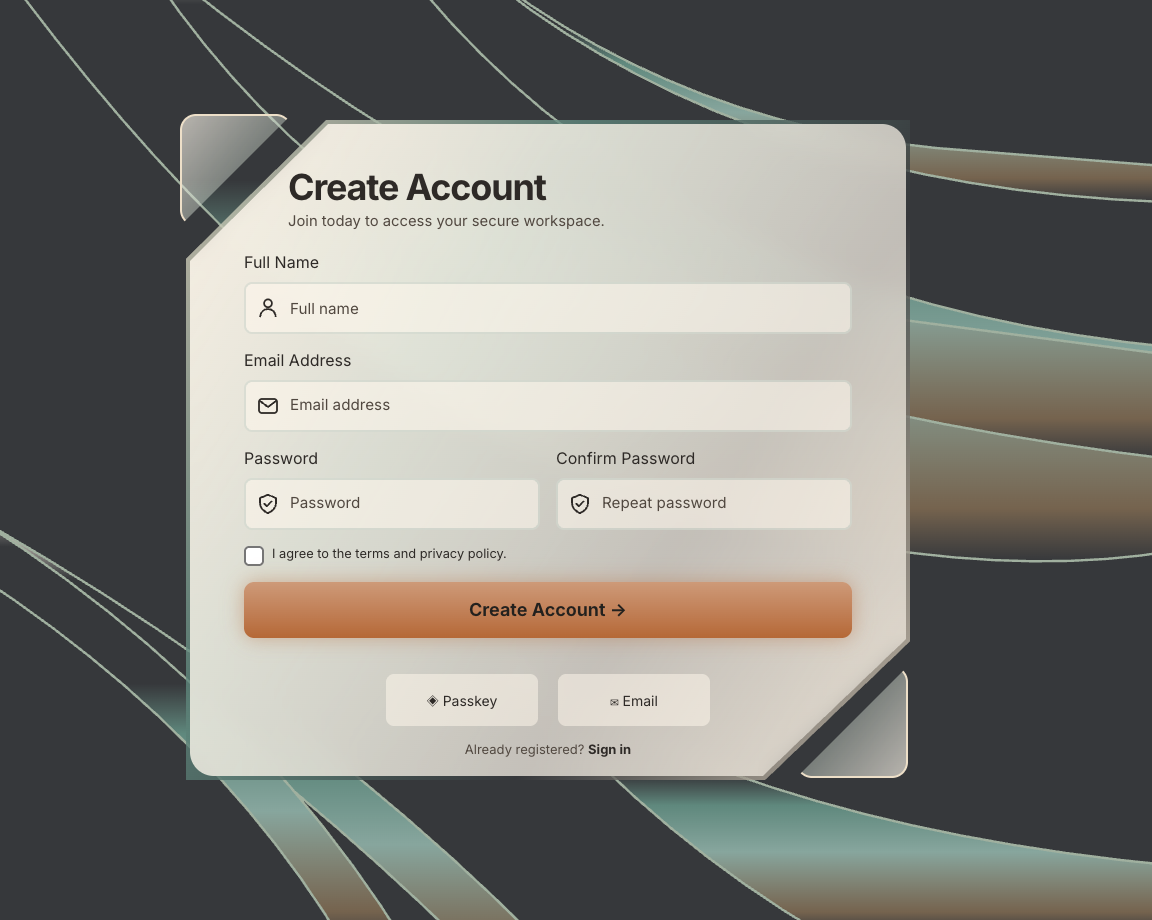 Create Account
Join today to access your secure workspace.
Full Name
Full name
Email Address
Email address
Password
Confirm Password
Password
Repeat password
I agree to the terms and privacy policy.
Create Account →
◈ Passkey
✉ Email
Already registered? Sign in